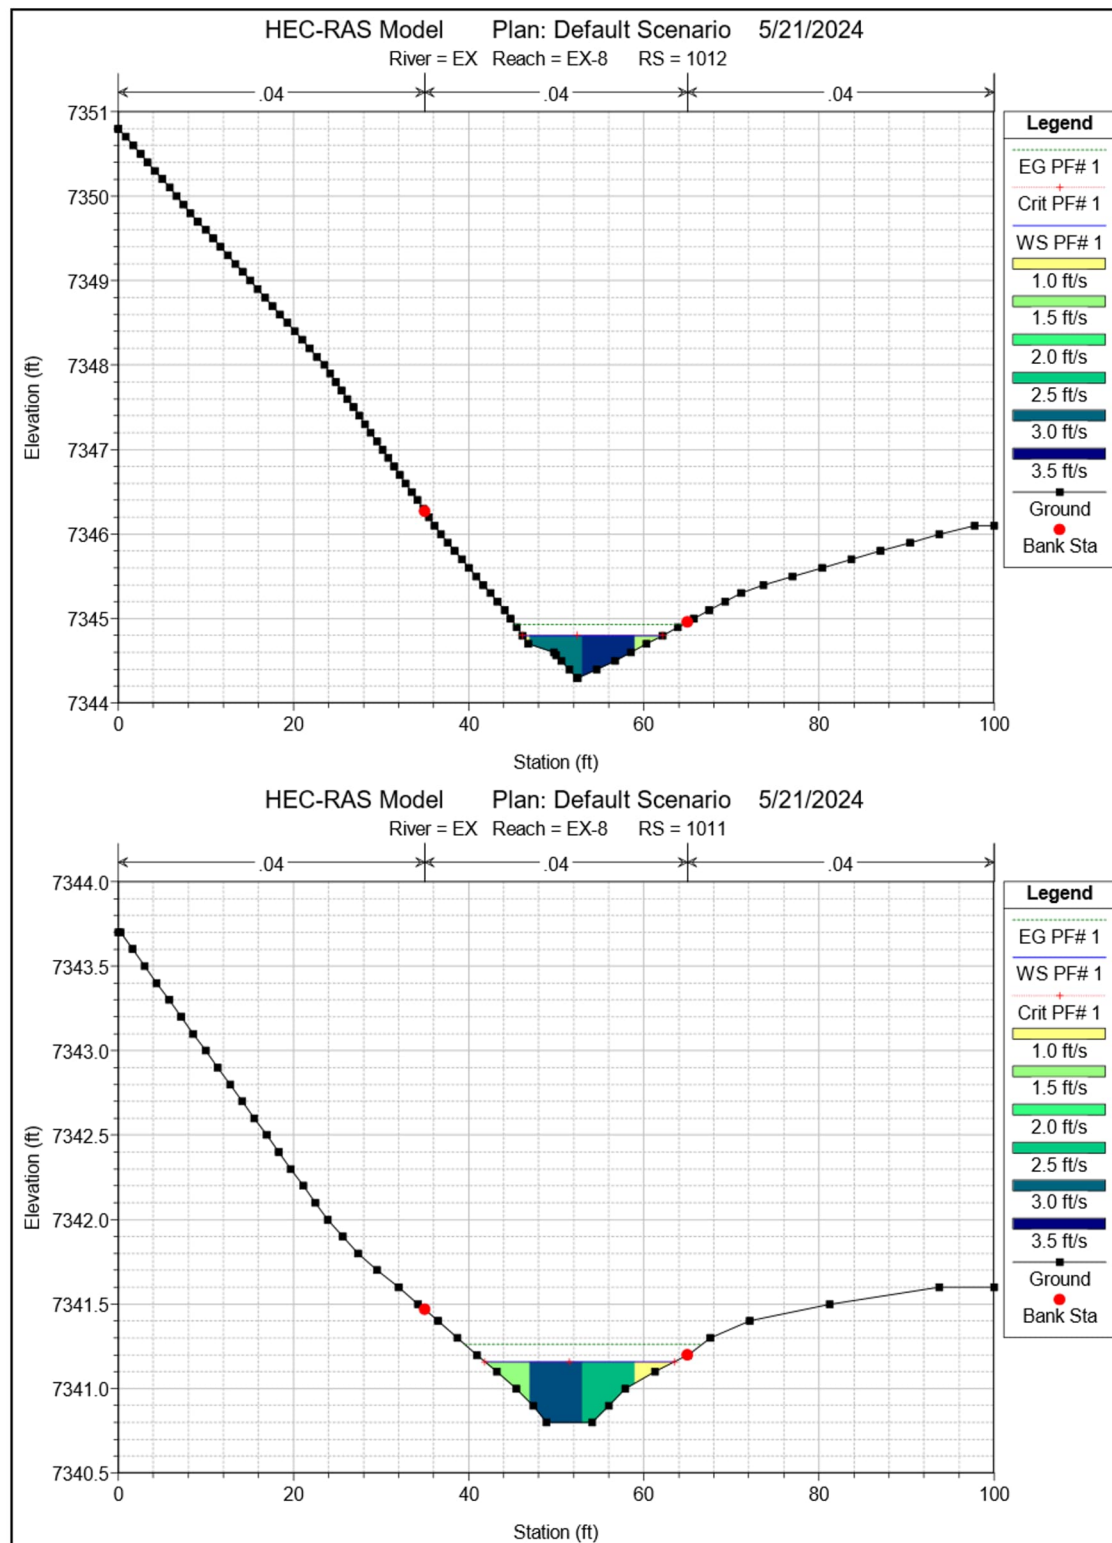 HEC-RAS Model Plan: Default Scenario 5/21/2024
River = EX Reach = EX-8 RS = 1012
.04 .04 .04
7351
7350
7349
7348
7347
7346
7345
7344
Elevation (ft)
0 20 40 60 80 100
Station (ft)
Legend
EG PF# 1
Crit PF# 1
WS PF# 1
1.0 ft/s
1.5 ft/s
2.0 ft/s
2.5 ft/s
3.0 ft/s
3.5 ft/s
Ground
Bank Sta
HEC-RAS Model Plan: Default Scenario 5/21/2024
River = EX Reach = EX-8 RS = 1011
.04 .04 .04
7344.0
7343.5
7343.0
7342.5
7342.0
7341.5
7341.0
7340.5
Elevation (ft)
0 20 40 60 80 100
Station (ft)
Legend
EG PF# 1
WS PF# 1
Crit PF# 1
1.0 ft/s
1.5 ft/s
2.0 ft/s
2.5 ft/s
3.0 ft/s
3.5 ft/s
Ground
Bank Sta